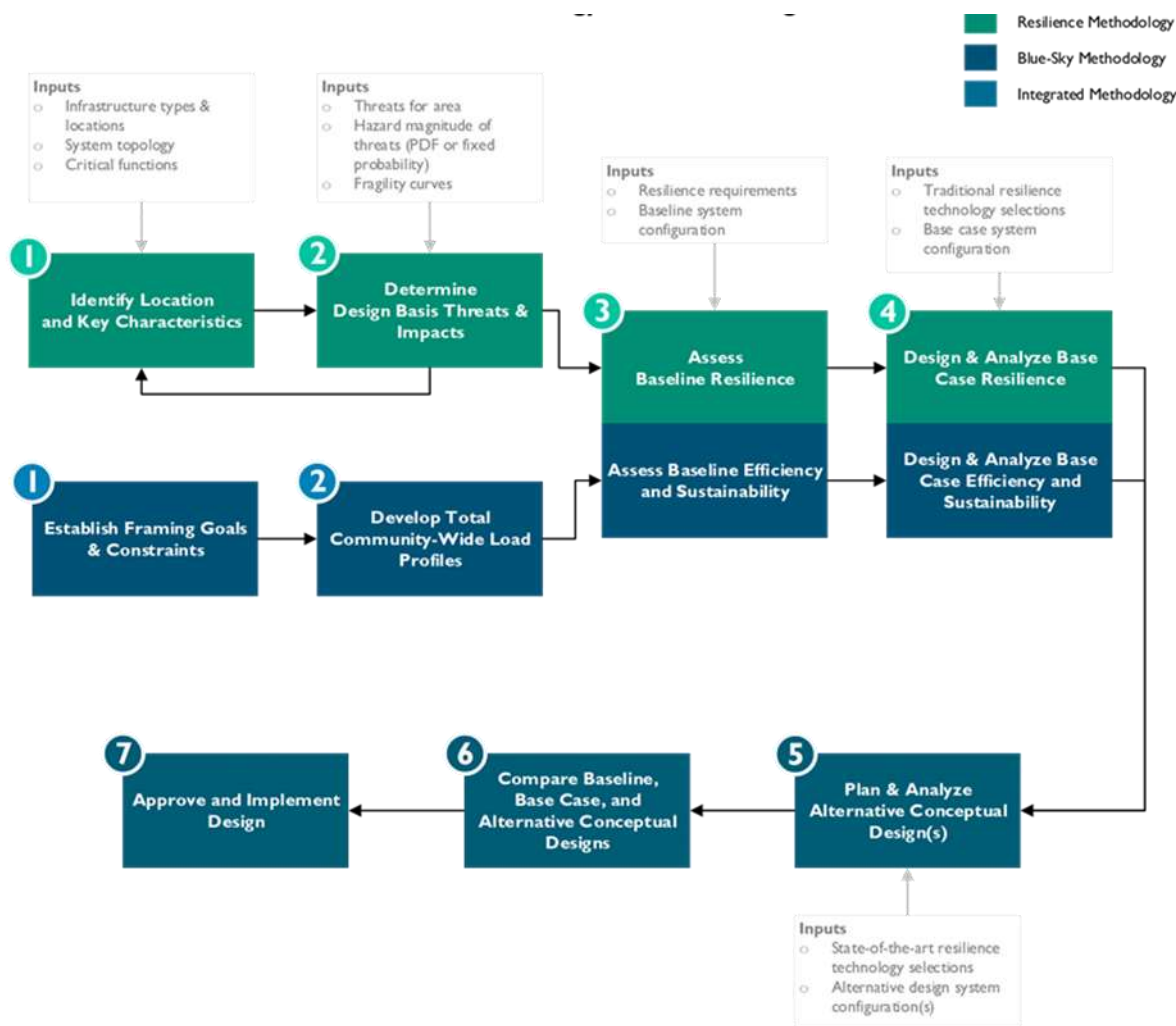 Resilience Methodology
Blue-Sky Methodology
Integrated Methodology
Inputs
o Infrastructure types &
locations
o System topology
o Critical functions
Inputs
o Threats for area
o Hazard magnitude of
threats (PDF or fixed
probability)
o Fragility curves
Inputs
o Resilience requirements
o Baseline system
configuration
Inputs
o Traditional resilience
technology selections
o Base case system
configuration
1
Identify Location
and Key Characteristics
2
Determine
Design Basis Threats &
Impacts
3
Assess
Baseline Resilience
4
Design & Analyze Base
Case Resilience
1
Establish Framing Goals
& Constraints
2
Develop Total
Community-Wide Load
Profiles
Assess Baseline Efficiency
and Sustainability
Design & Analyze Base
Case Efficiency and
Sustainability
7
Approve and Implement
Design
6
Compare Baseline,
Base Case, and
Alternative Conceptual
Designs
5
Plan & Analyze
Alternative Conceptual
Design(s)
Inputs
o State-of-the-art resilience
technology selections
o Alternative design system
configuration(s)